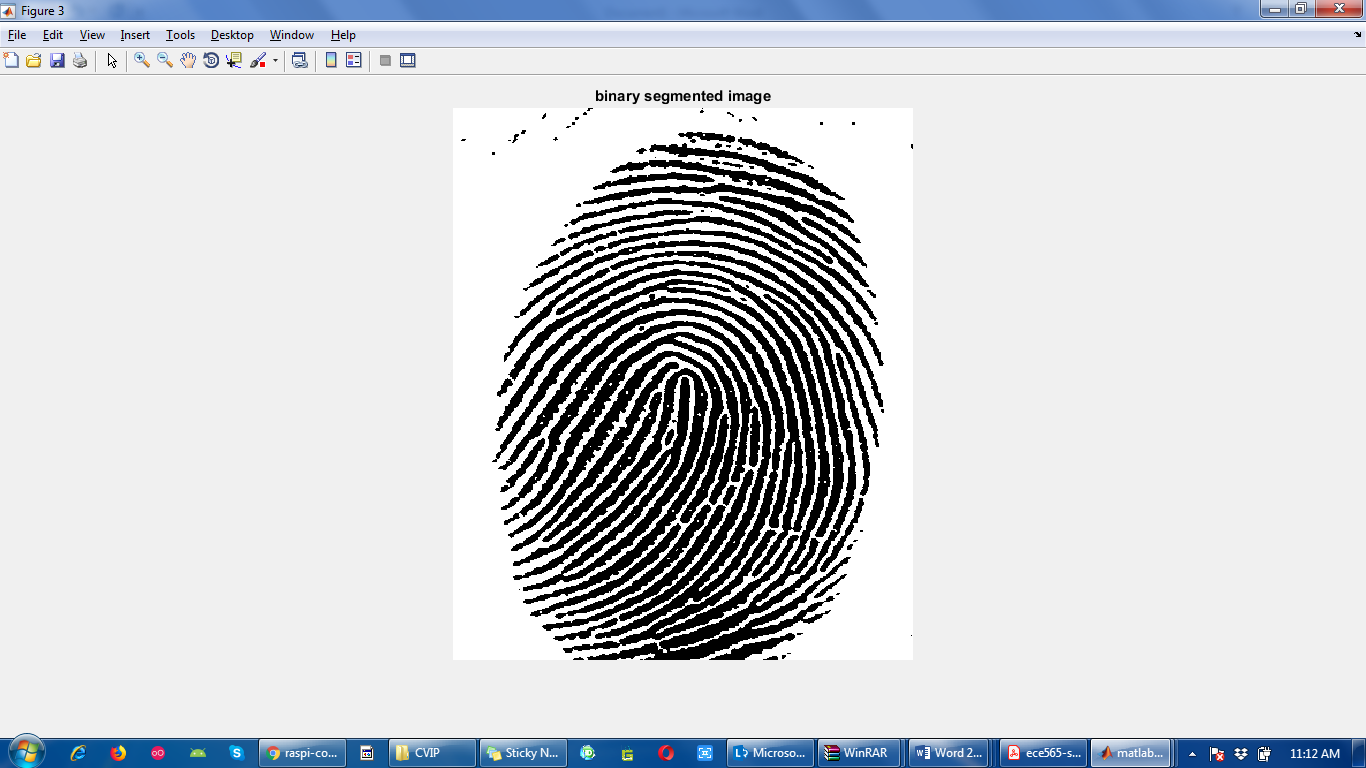 Figure 3
File Edit View Insert Tools Desktop Window Help
binary segmented image
raspi-co... CVIP Sticky N... Microso... WinRAR Word 2... ece565-s... matlab... 11:12 AM